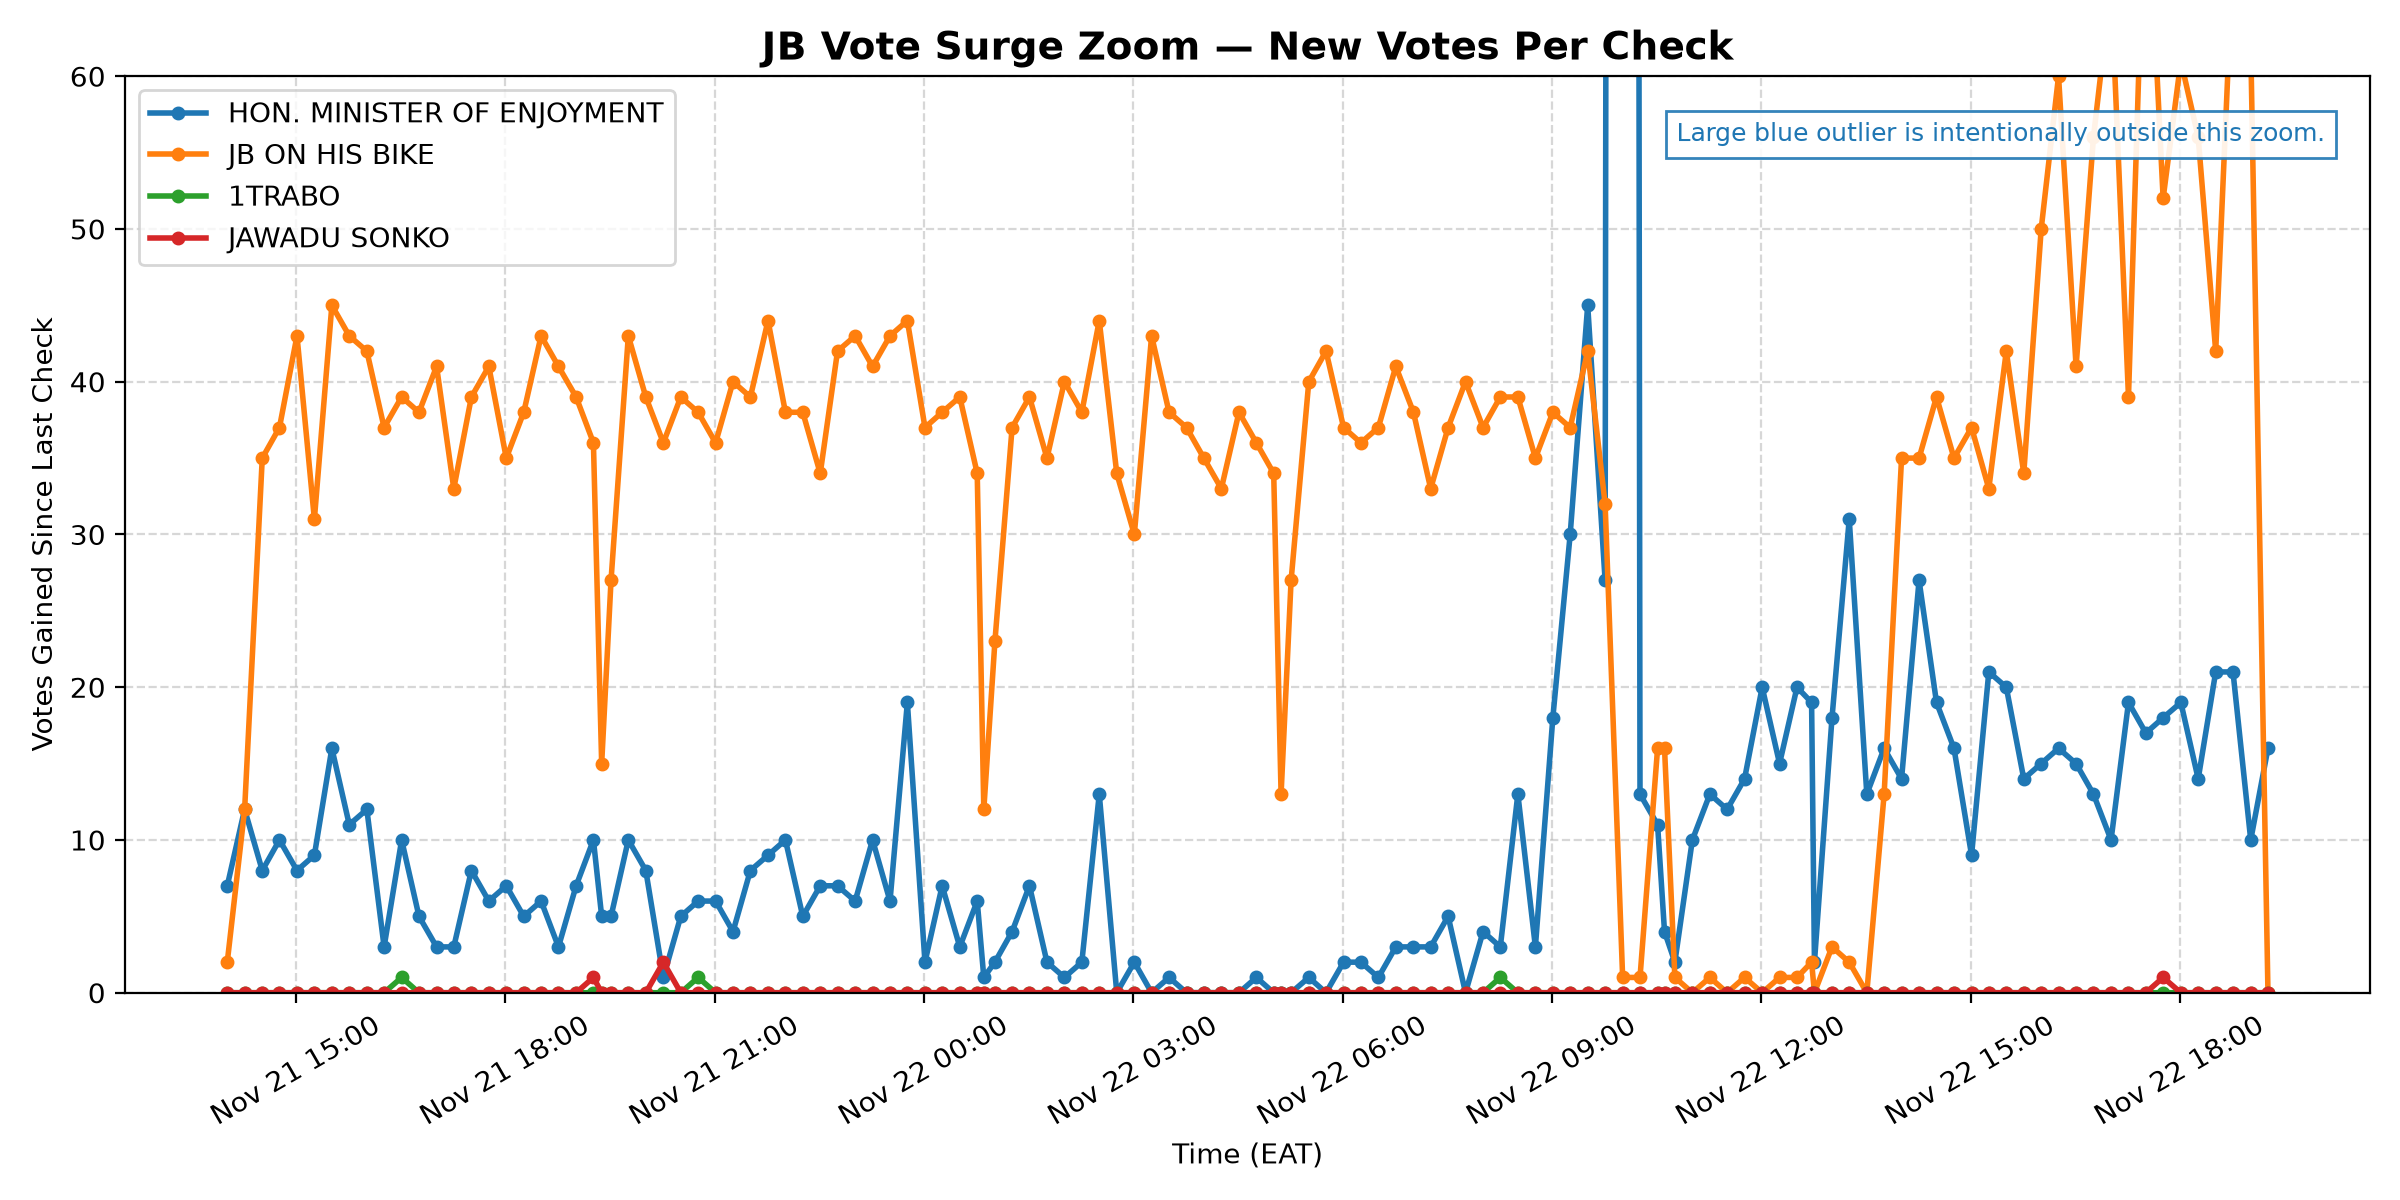 JB Vote Surge Zoom — New Votes Per Check
HON. MINISTER OF ENJOYMENT
JB ON HIS BIKE
1TRABO
JAWADU SONKO
Large blue outlier is intentionally outside this zoom.
Votes Gained Since Last Check
60
50
40
30
20
10
0
Nov 21 15:00
Nov 21 18:00
Nov 21 21:00
Nov 22 00:00
Nov 22 03:00
Nov 22 06:00
Nov 22 09:00
Nov 22 12:00
Nov 22 15:00
Nov 22 18:00
Time (EAT)